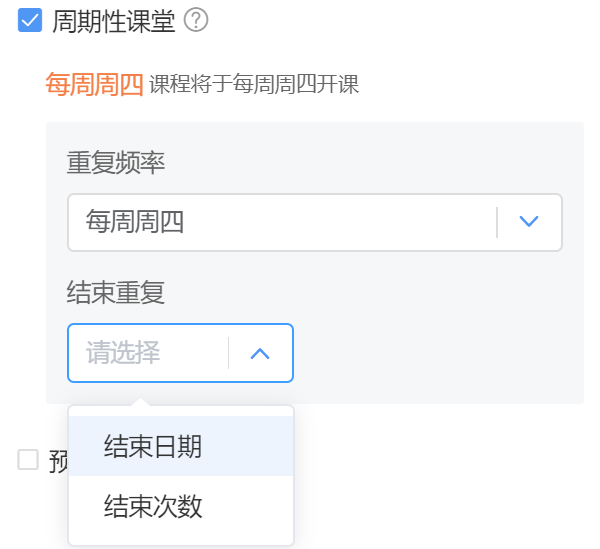 周期性课堂
每周周四 课程将于每周周四开课
重复频率
每周周四
结束重复
请选择
结束日期
预
结束次数